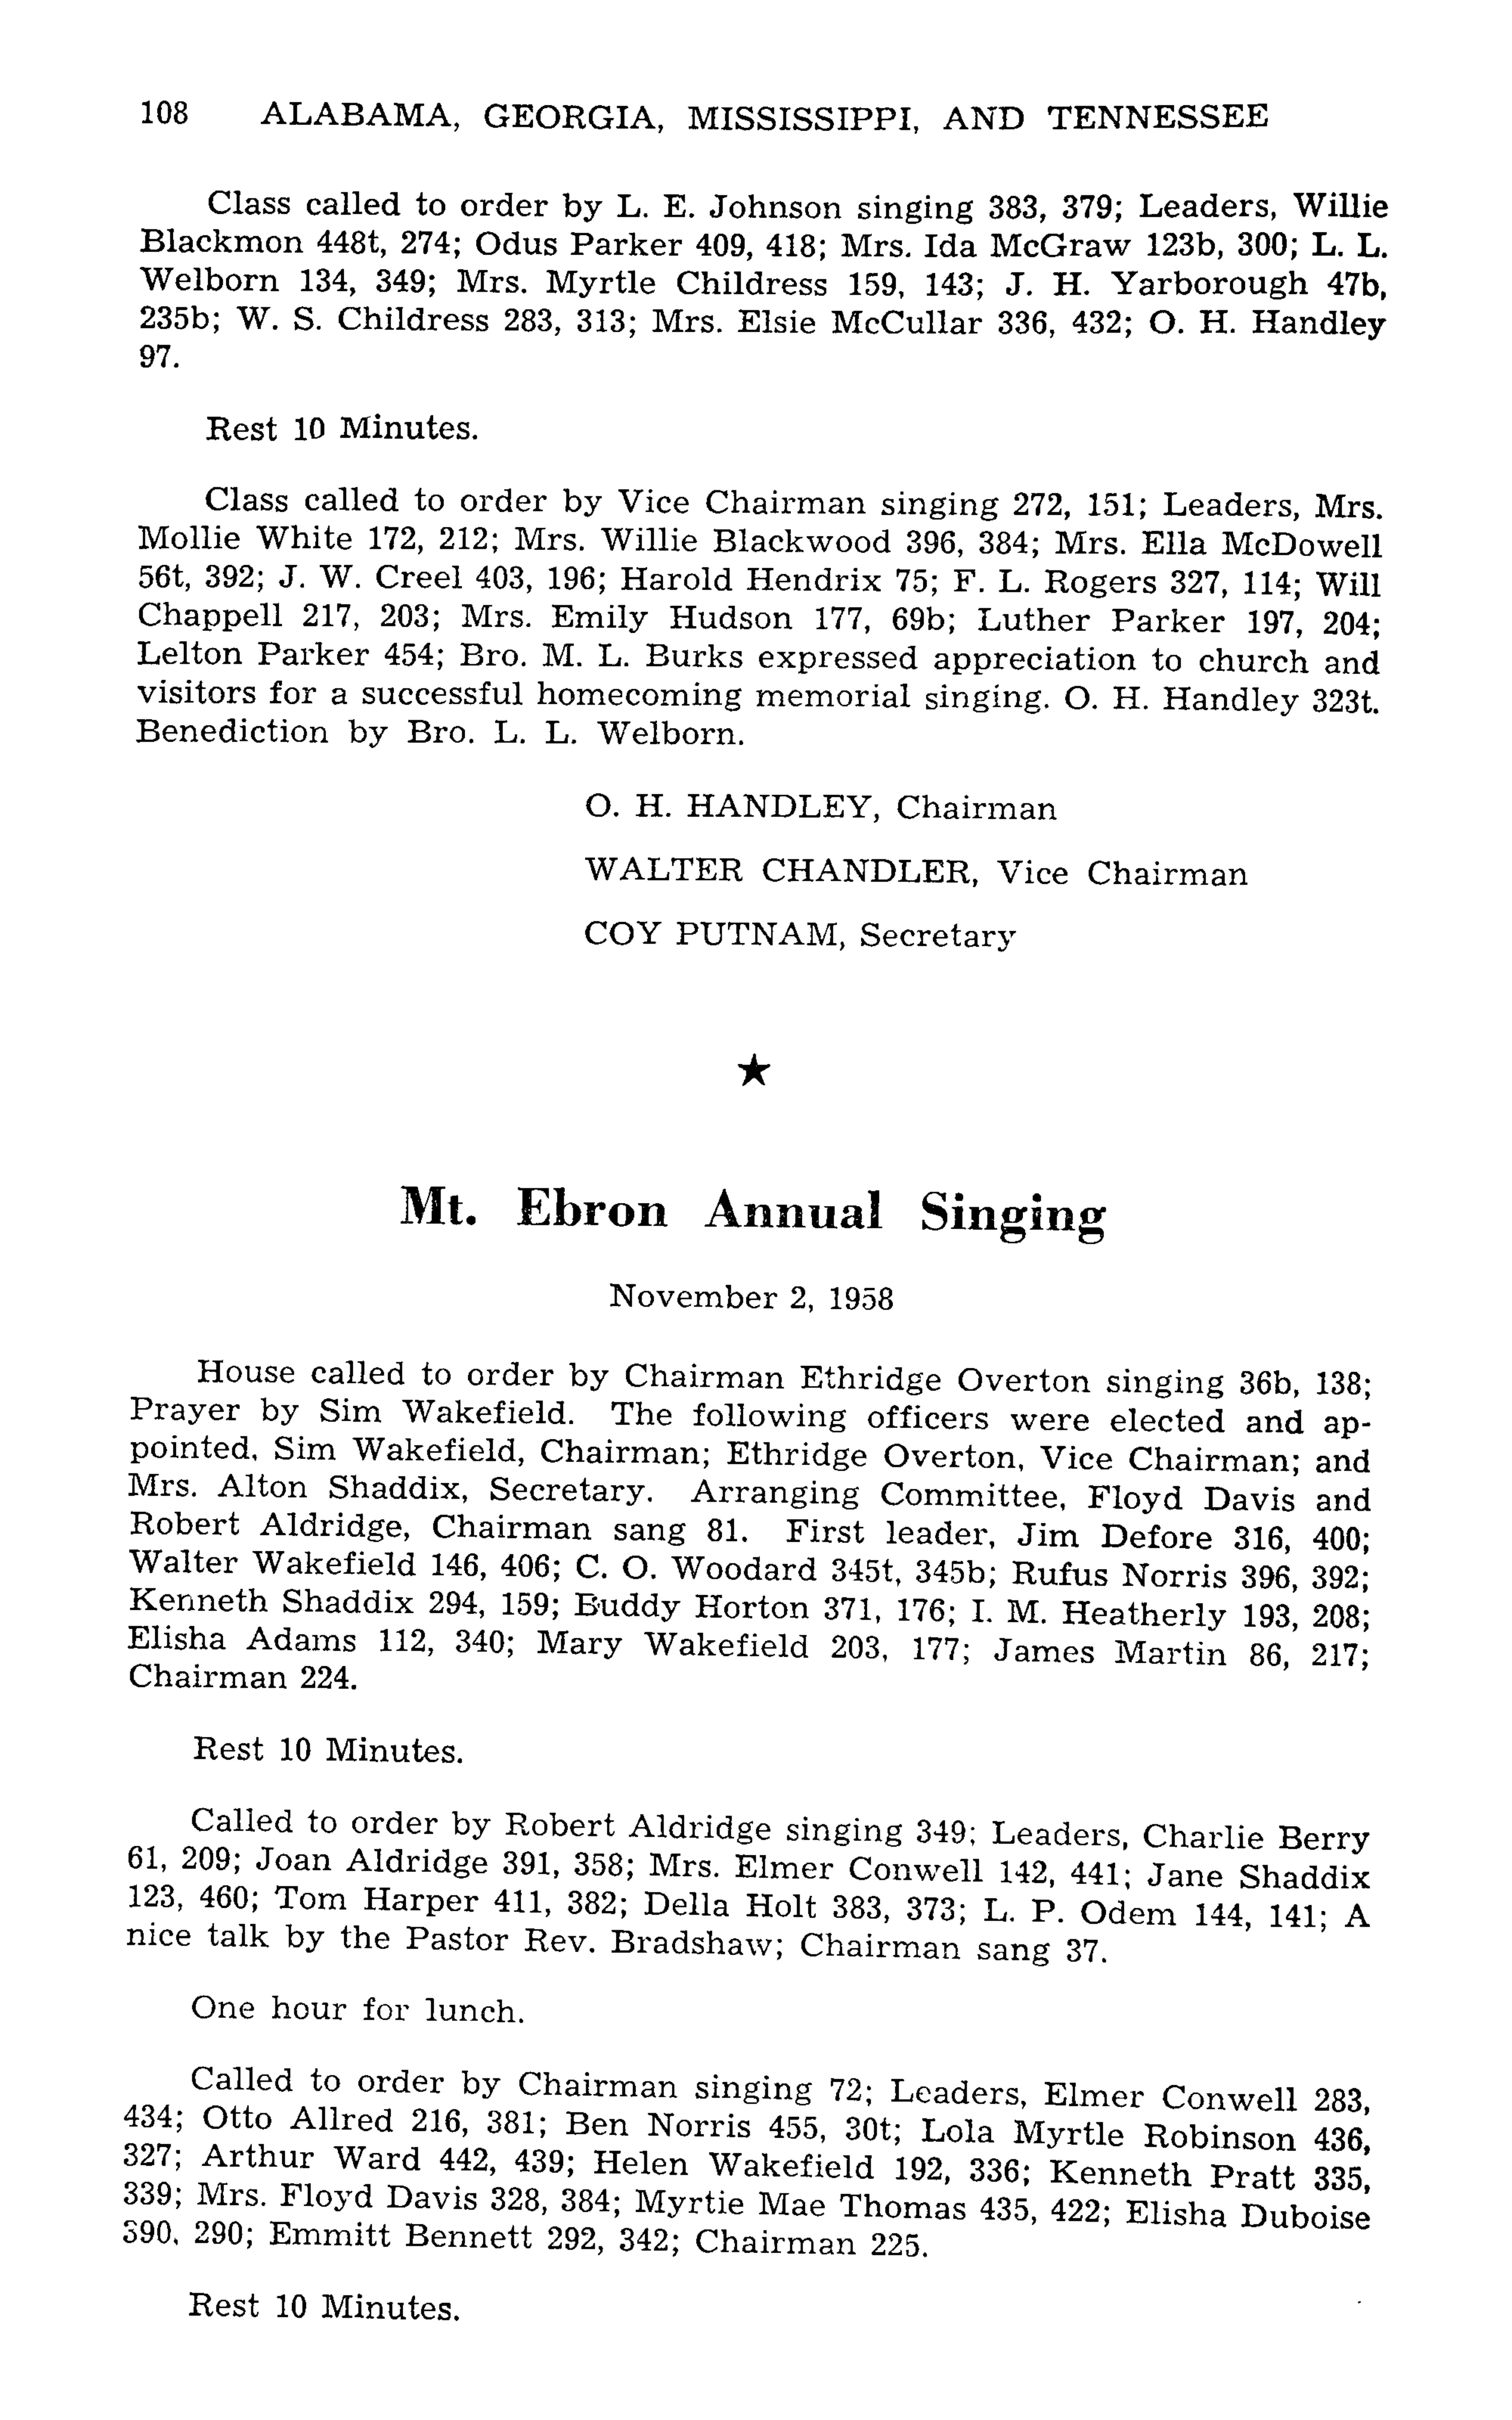 108 ALABAMA, GEORGIA, MISSISSIPPI, AND TENNESSEE
Class called to order by L. E. Johnson singing 383, 379; Leaders, Willie
Blackmon 448t, 274; Odus Parker 409, 418; Mrs. Ida McGraw 123b, 300; L. L.
Welborn 134, 349; Mrs. Myrtle Childress 159, 143; J. H. Yarborough 47b,
235b; W. S. Childress 283, 313; Mrs. Elsie McCullar 336, 432; O. H. Handley
97.
Rest 10 Minutes.
Class called to order by Vice Chairman singing 272, 151; Leaders, Mrs.
Mollie White 172, 212; Mrs. Willie Blackwood 396, 384; Mrs. Ella McDowell
56t, 392; J. W. Creel 403, 196; Harold Hendrix 75; F. L. Rogers 327, 114; Will
Chappell 217, 203; Mrs. Emily Hudson 177, 69b; Luther Parker 197, 204;
Lelton Parker 454; Bro. M. L. Burks expressed appreciation to church and
visitors for a successful homecoming memorial singing. O. H. Handley 323t.
Benediction by Bro. L. L. Welborn.
O. H. HANDLEY, Chairman
WALTER CHANDLER, Vice Chairman
COY PUTNAM, Secretary
★
Mt. Ebron Annual Singing
November 2, 1958
House called to order by Chairman Ethridge Overton singing 36b, 138;
Prayer by Sim Wakefield. The following officers were elected and ap-
pointed, Sim Wakefield, Chairman; Ethridge Overton, Vice Chairman; and
Mrs. Alton Shaddix, Secretary. Arranging Committee, Floyd Davis and
Robert Aldridge, Chairman sang 81. First leader, Jim Defore 316, 400;
Walter Wakefield 146, 406; C. O. Woodard 345t, 345b; Rufus Norris 396, 392;
Kenneth Shaddix 294, 159; Buddy Horton 371, 176; I. M. Heatherly 193, 208;
Elisha Adams 112, 340; Mary Wakefield 203, 177; James Martin 86, 217;
Chairman 224.
Rest 10 Minutes.
Called to order by Robert Aldridge singing 349; Leaders, Charlie Berry
61, 209; Joan Aldridge 391, 358; Mrs. Elmer Conwell 142, 441; Jane Shaddix
123, 460; Tom Harper 411, 382; Della Holt 383, 373; L. P. Odem 144, 141; A
nice talk by the Pastor Rev. Bradshaw; Chairman sang 37.
One hour for lunch.
Called to order by Chairman singing 72; Leaders, Elmer Conwell 283,
434; Otto Allred 216, 381; Ben Norris 455, 30t; Lola Myrtle Robinson 436,
327; Arthur Ward 442, 439; Helen Wakefield 192, 336; Kenneth Pratt 335,
339; Mrs. Floyd Davis 328, 384; Myrtie Mae Thomas 435, 422; Elisha Duboise
390, 290; Emmitt Bennett 292, 342; Chairman 225.
Rest 10 Minutes.